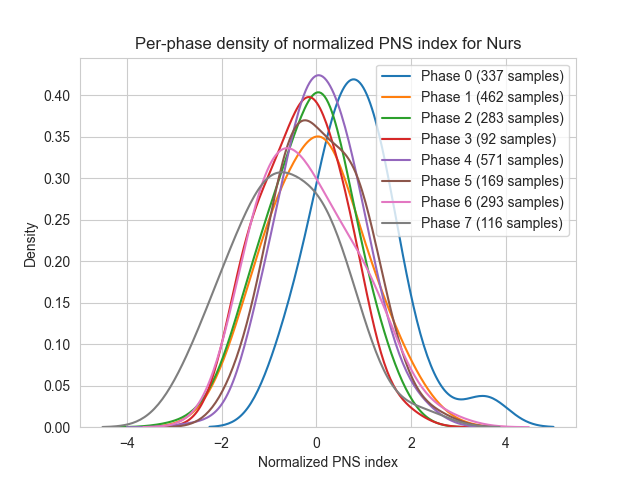 Per-phase density of normalized PNS index for Nurs
Phase 0 (337 samples)
Phase 1 (462 samples)
Phase 2 (283 samples)
Phase 3 (92 samples)
Phase 4 (571 samples)
Phase 5 (169 samples)
Phase 6 (293 samples)
Phase 7 (116 samples)
Density
0.40
0.35
0.30
0.25
0.20
0.15
0.10
0.05
0.00
−4 −2 0 2 4
Normalized PNS index